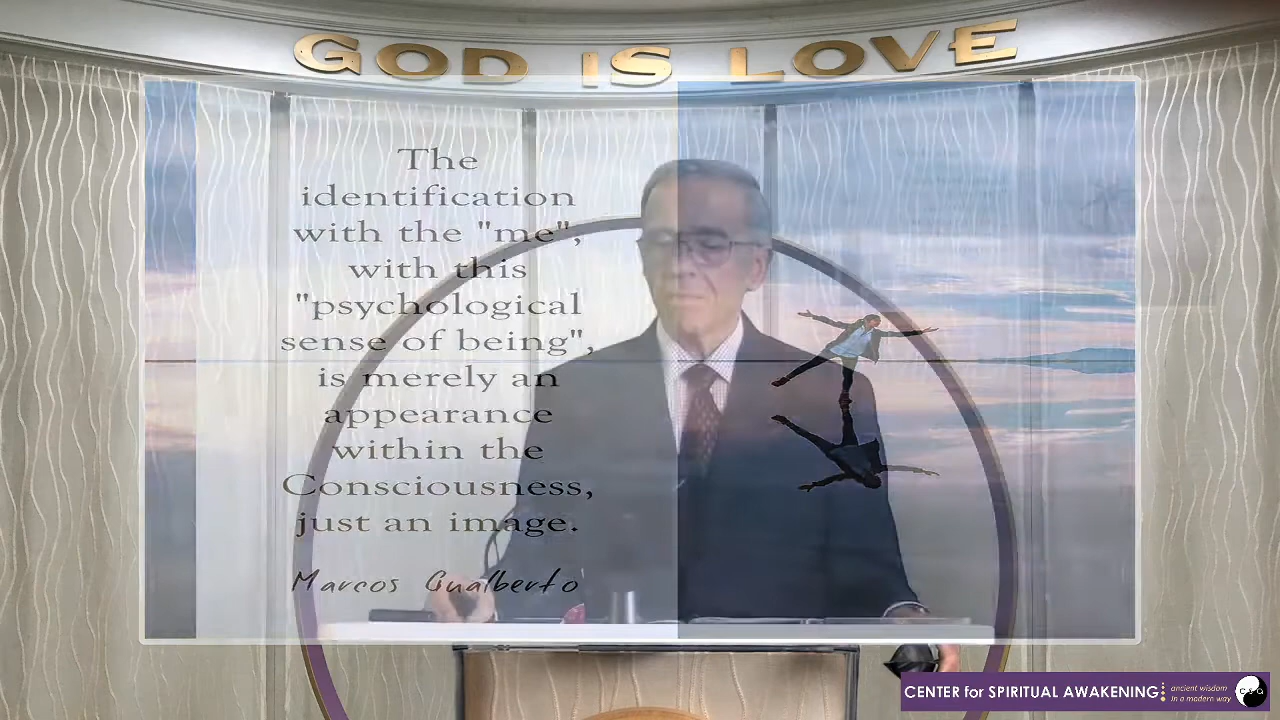 GOD IS LOVE
The
identification
with the "me",
with this
"psychological
sense of being",
is merely an
appearance
within the
Consciousness,
just an image.
Marcos Gualberto
CENTER for SPIRITUAL AWAKENING
ancient wisdom
in a modern way